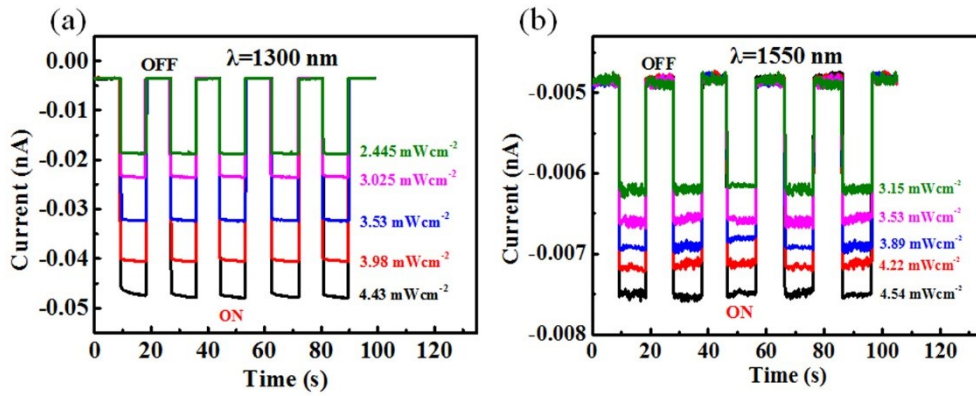 (a)
λ=1300 nm
OFF
0.00
-0.01
-0.02
-0.03
-0.04
-0.05
Current (nA)
2.445 mWcm-2
3.025 mWcm-2
3.53 mWcm-2
3.98 mWcm-2
4.43 mWcm-2
ON
0 20 40 60 80 100 120
Time (s)
(b)
λ=1550 nm
OFF
-0.005
-0.006
-0.007
-0.008
Current (nA)
3.15 mWcm-2
3.53 mWcm-2
3.89 mWcm-2
4.22 mWcm-2
4.54 mWcm-2
ON
0 20 40 60 80 100 120
Time (s)